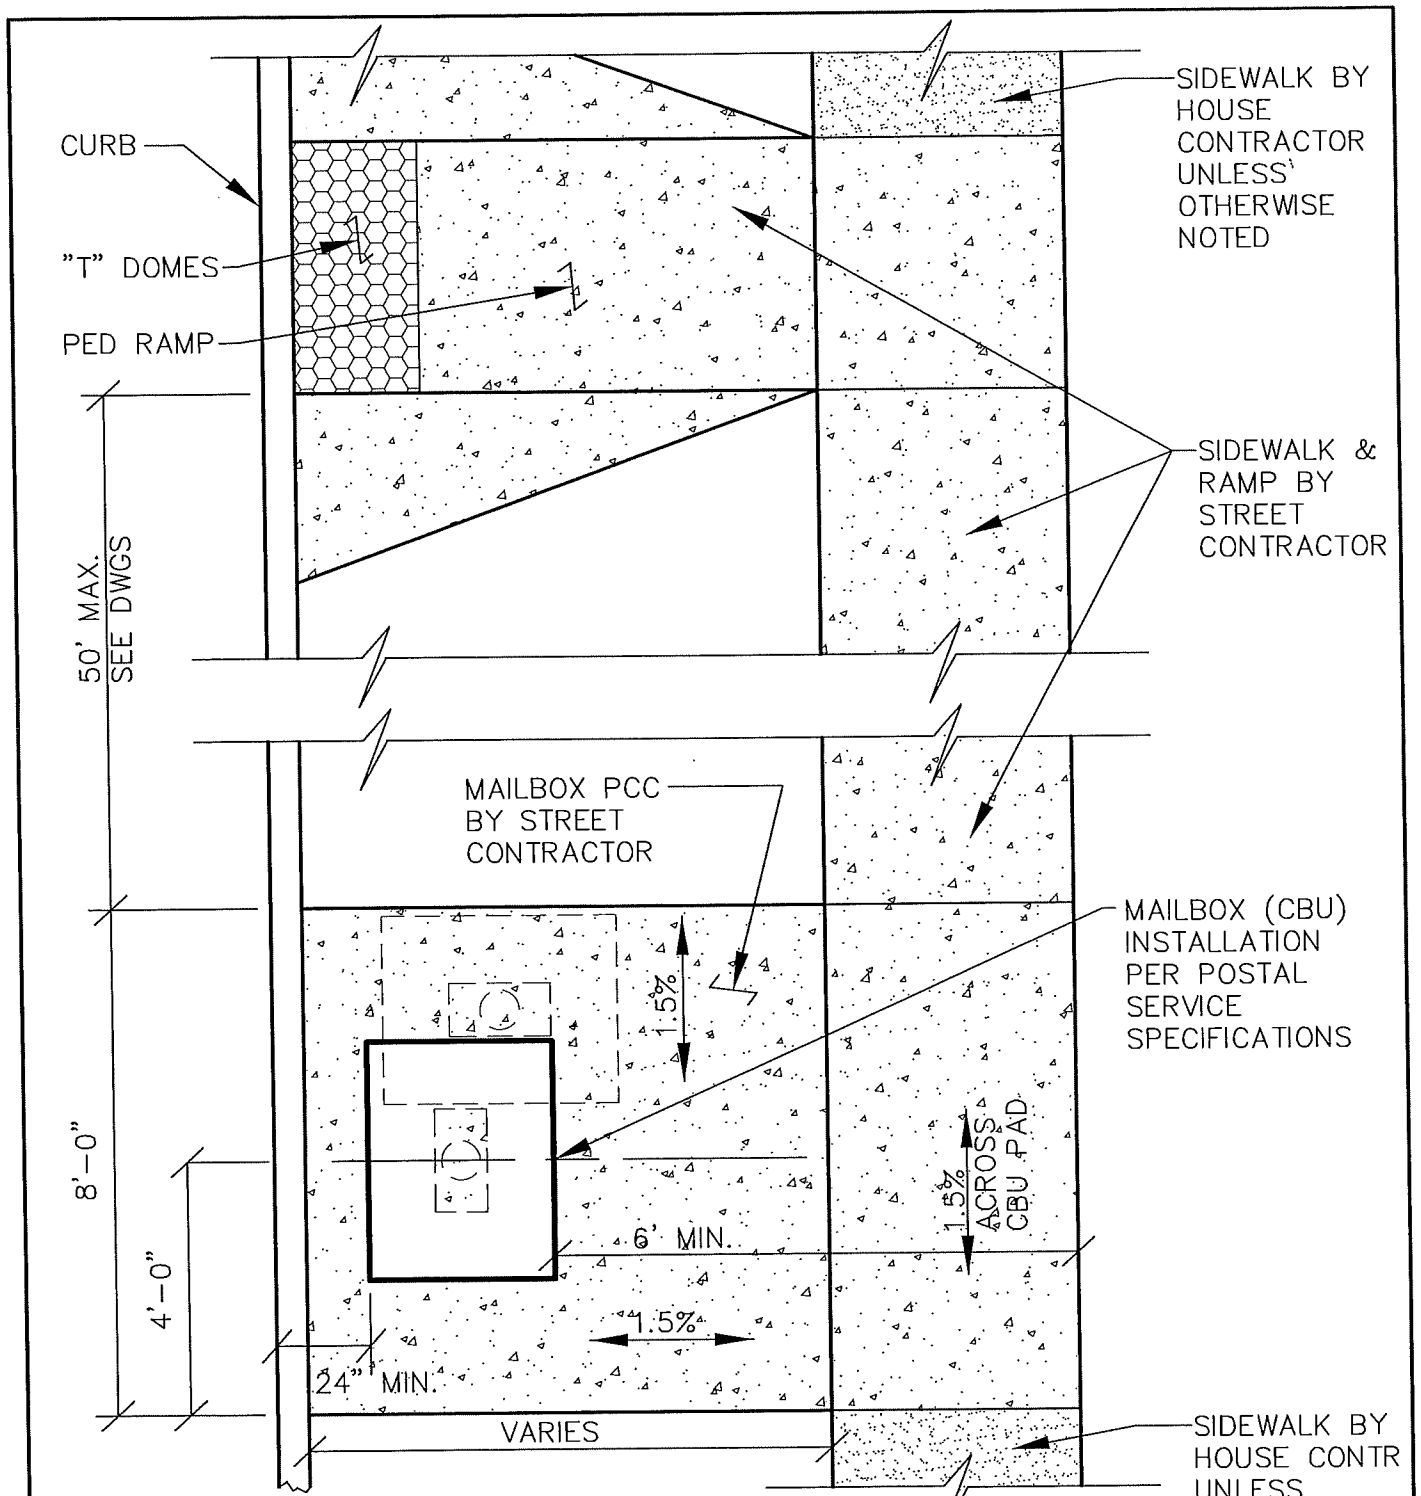 SIDEWALK BY
HOUSE
CONTRACTOR
UNLESS'
OTHERWISE
NOTED
CURB
"T" DOMES
PED RAMP
SIDEWALK &
RAMP BY
STREET
CONTRACTOR
50' MAX.
SEE DWGS
MAILBOX PCC
BY STREET
CONTRACTOR
MAILBOX (CBU)
INSTALLATION
PER POSTAL
SERVICE
SPECIFICATIONS
1.5%
8'-0"
1.5%
ACROSS
CBU PAD
6' MIN.
4'-0"
1.5%
24" MIN.
VARIES
SIDEWALK BY
HOUSE CONTR
UNLESS